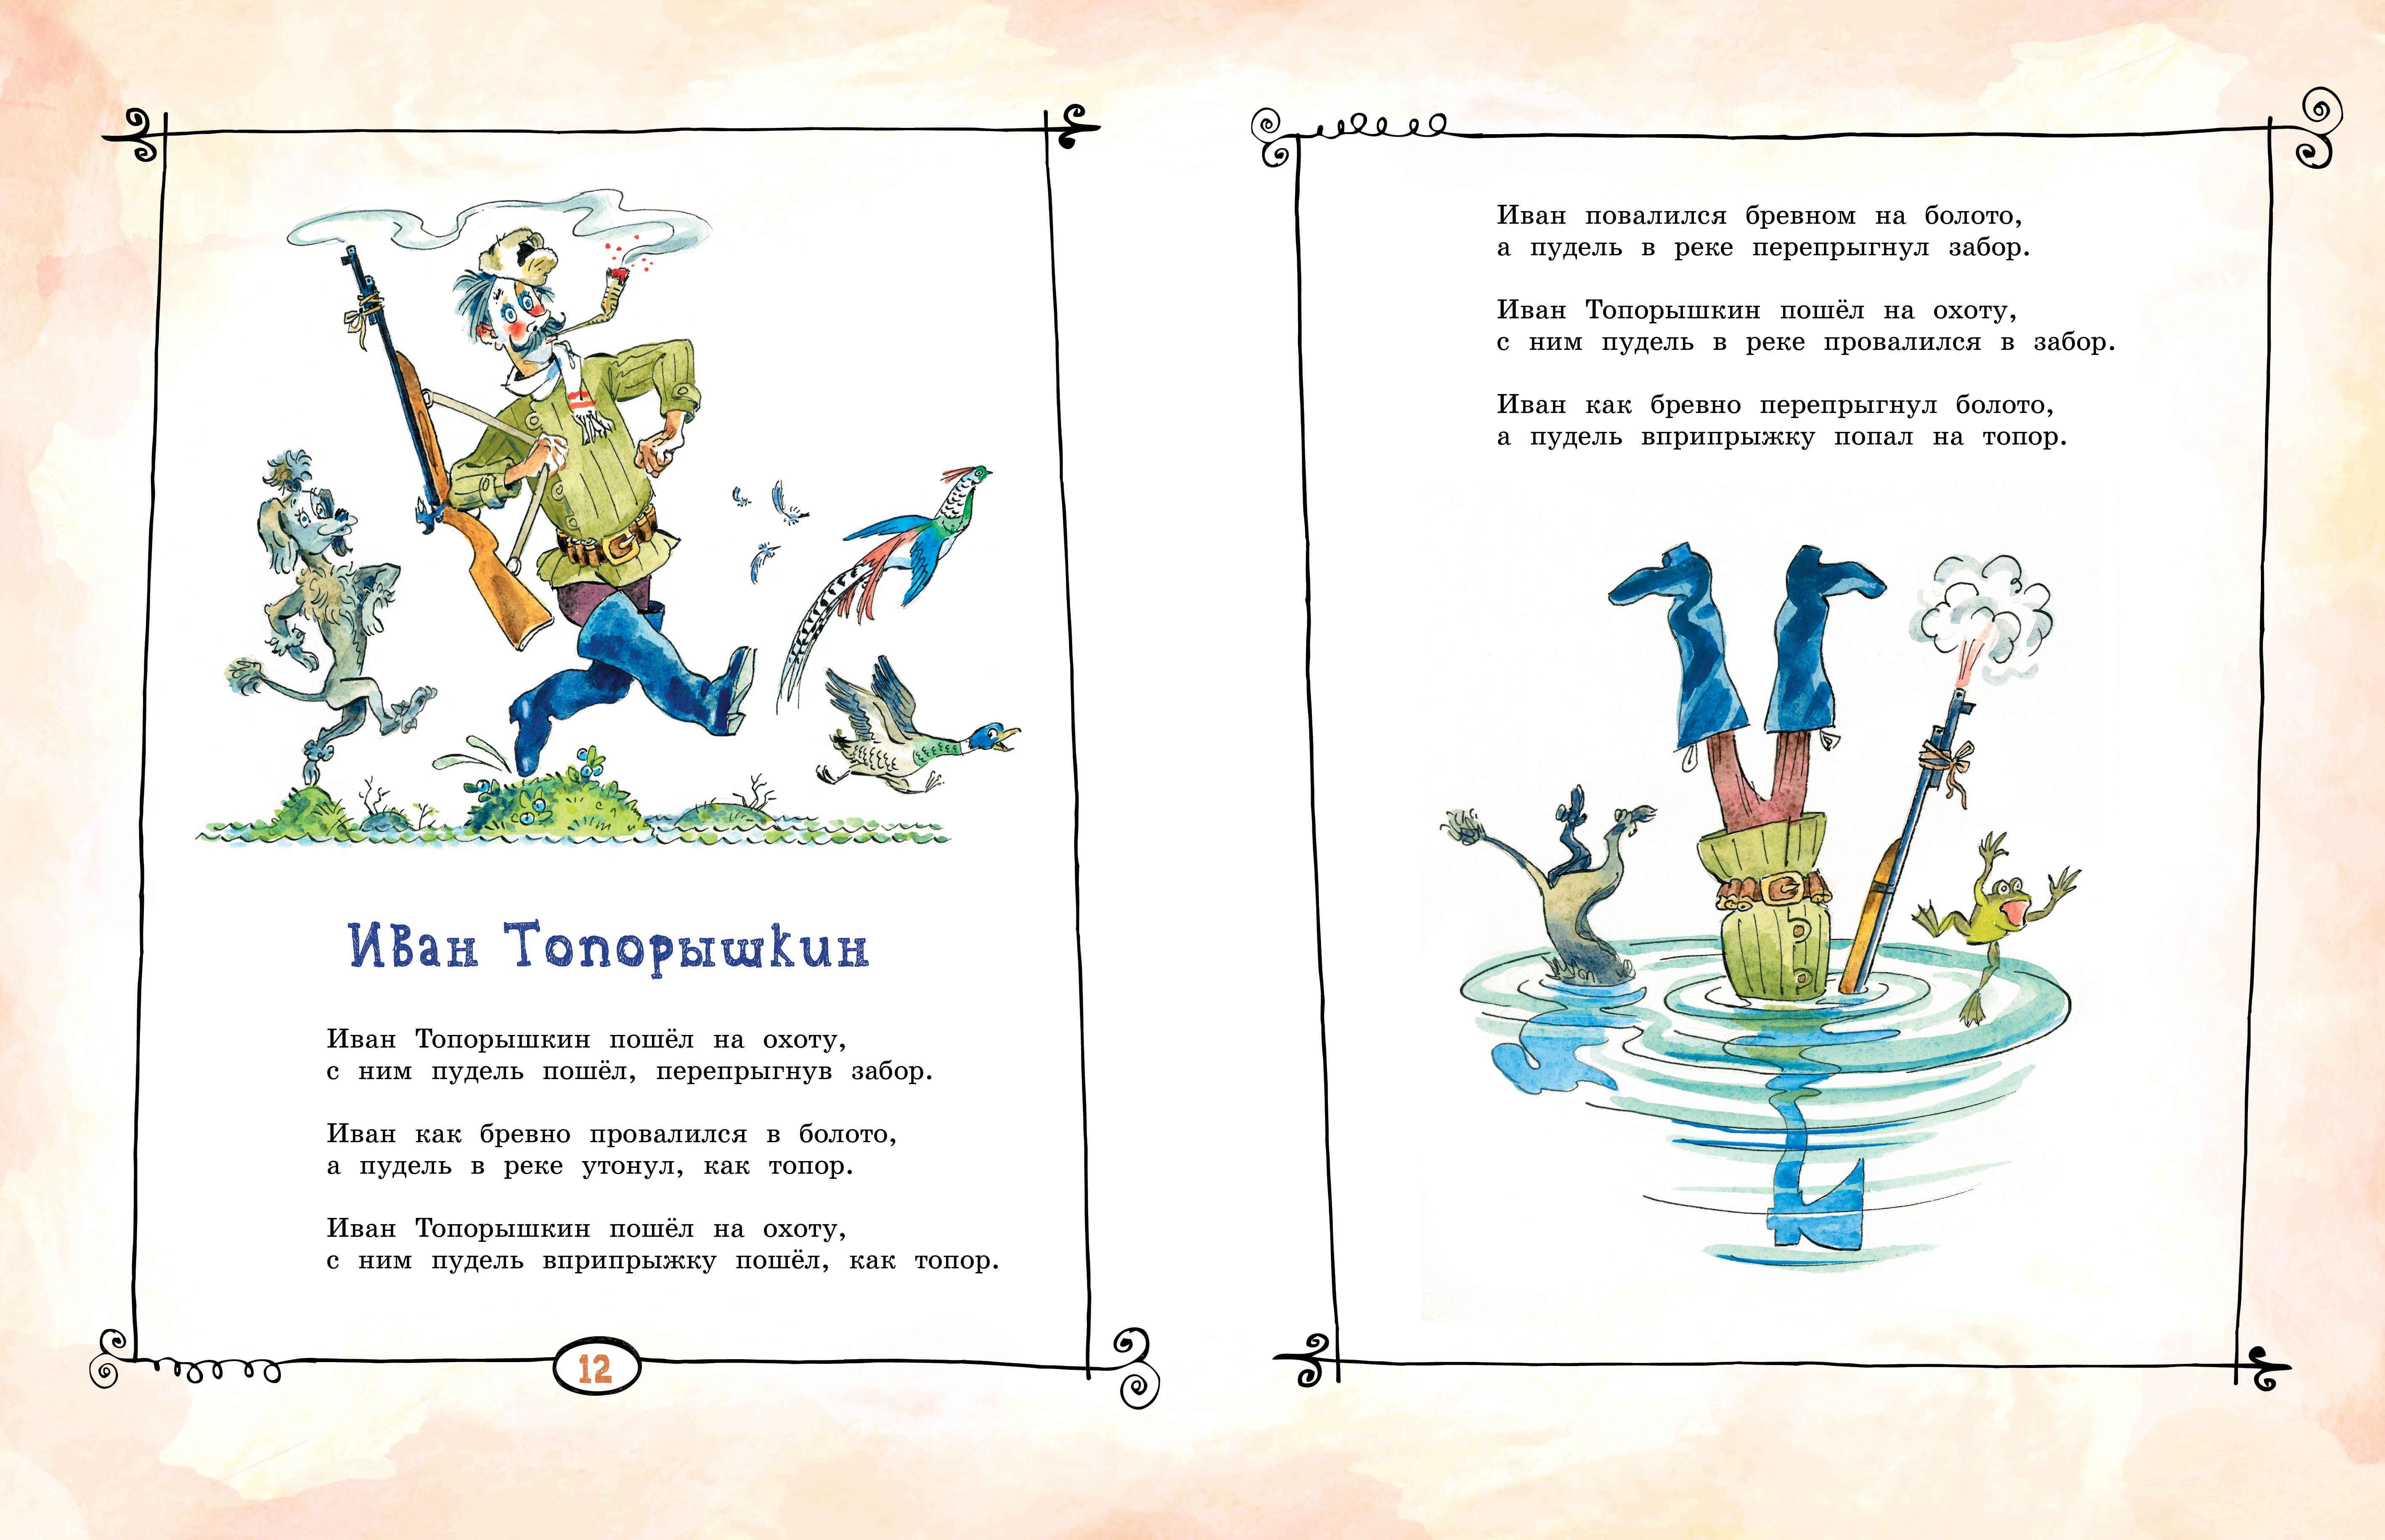 Иван Топорышкин
Иван Топорышкин пошёл на охоту,
с ним пудель пошёл, перепрыгнув забор.
Иван как бревно провалился в болото,
а пудель в реке утонул, как топор.
Иван Топорышкин пошёл на охоту,
с ним пудель вприпрыжку пошёл, как топор.
12
Иван повалился бревном на болото,
а пудель в реке перепрыгнул забор.
Иван Топорышкин пошёл на охоту,
с ним пудель в реке провалился в забор.
Иван как бревно перепрыгнул болото,
а пудель вприпрыжку попал на топор.